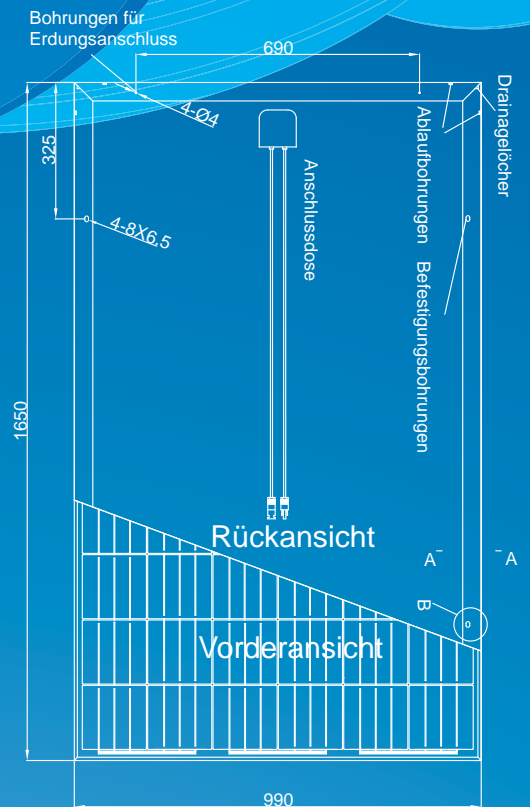 Bohrungen für
Erdungsanschluss
690
4-Ø4
325
4-8X6.5
Anschlussdose
Ablaufbohrungen
Drainagelöcher
Befestigungsbohrungen
1650
Rückansicht
A A
B
Vorderansicht
990